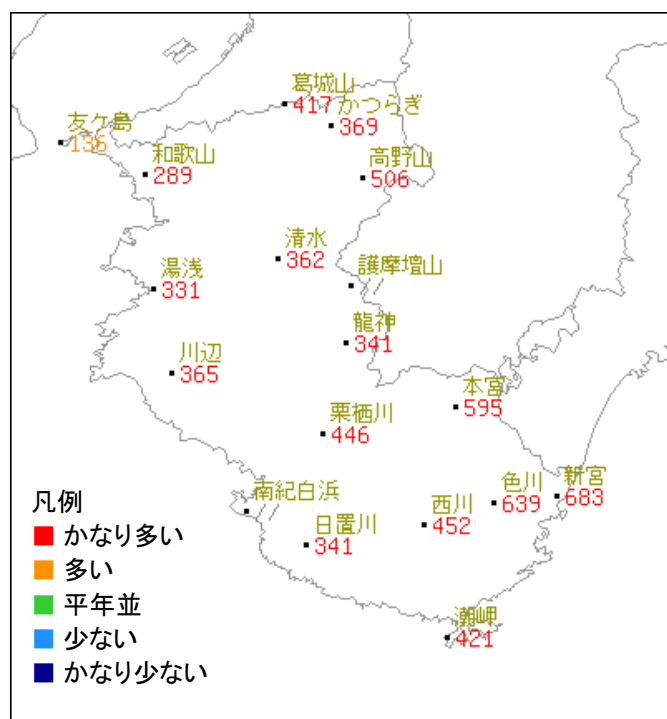 葛城山
417
かつらぎ
369
友ケ島
136
和歌山
289
高野山
506
清水
362
護摩壇山
//
湯浅
331
龍神
341
川辺
365
本宮
595
栗栖川
446
南紀白浜
//
日置川
341
西川
452
色川
639
新宮
683
潮岬
421
凡例
かなり多い
多い
平年並
少ない
かなり少ない